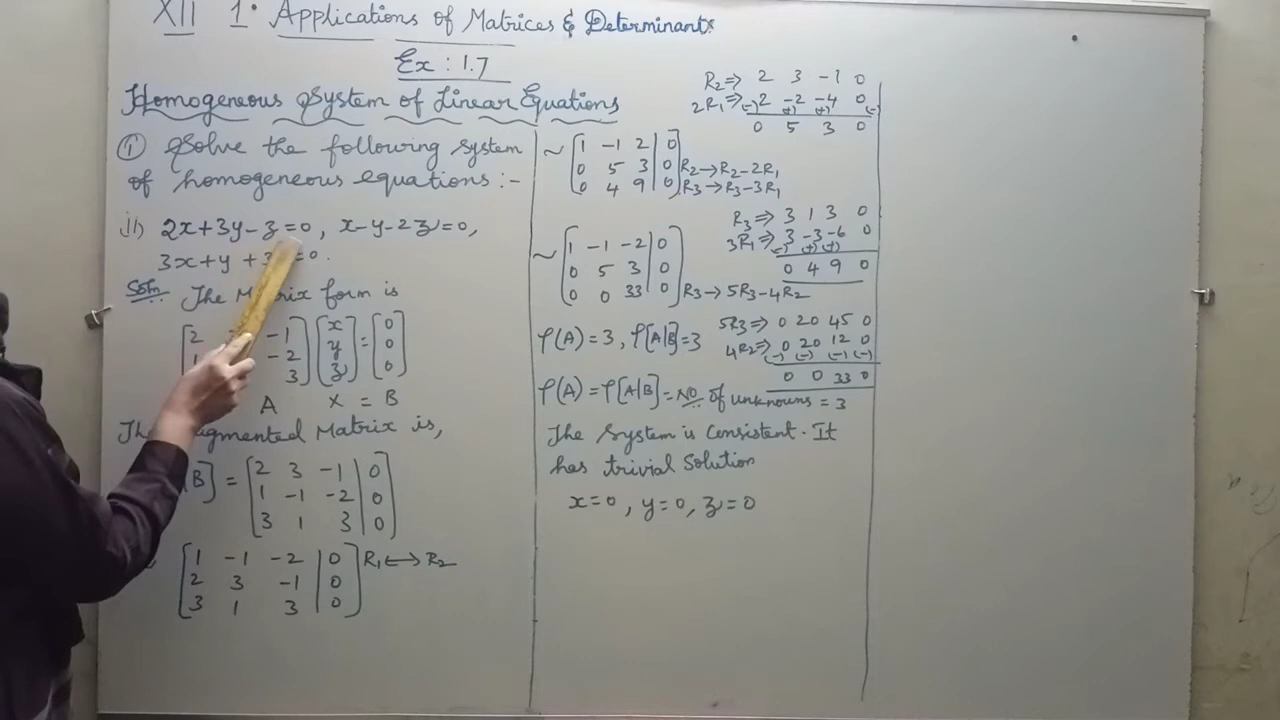 XII 1. Applications of Matrices & Determinants
Ex : 1.7
Homogeneous System of Linear Equations
① Solve the following system
of homogeneous equations :-
ii) 2x+3y-z=0, x-y-2z=0,
3x+y+3 =0.
Soln The Matrix form is
[2 -1] [x] [0]
[1 -2] [y] = [0]
[3] [z] [0]
A X = B
The Augmented Matrix is,
B] = [2 3 -1 | 0]
[1 -1 -2 | 0]
[3 1 3 | 0]
[1 -1 -2 | 0] R₁ ⟷ R₂
[2 3 -1 | 0]
[3 1 3 | 0]
~ [1 -1 2 | 0]
[0 5 3 | 0] R₂→R₂-2R₁
[0 4 9 | 0] R₃→R₃-3R₁
~ [1 -1 -2 | 0]
[0 5 3 | 0]
[0 0 33 | 0] R₃→5R₃-4R₂
ρ(A)=3, ρ[A|B]=3
ρ(A)=ρ[A|B]=No. of unknowns=3
The System is Consistent. It
has trivial Solution
x=0, y=0, z=0
R₂⇒ 2 3 -1 0
2R₁⇒ 2 -2 -4 0
(-) (+) (+) (-)
0 5 3 0
R₃⇒ 3 1 3 0
3R₁⇒ 3 -3 -6 0
(-) (+) (+)
0 4 9 0
5R₃⇒ 0 20 45 0
4R₂⇒ 0 20 12 0
(-) (-) (-) (-)
0 0 33 0